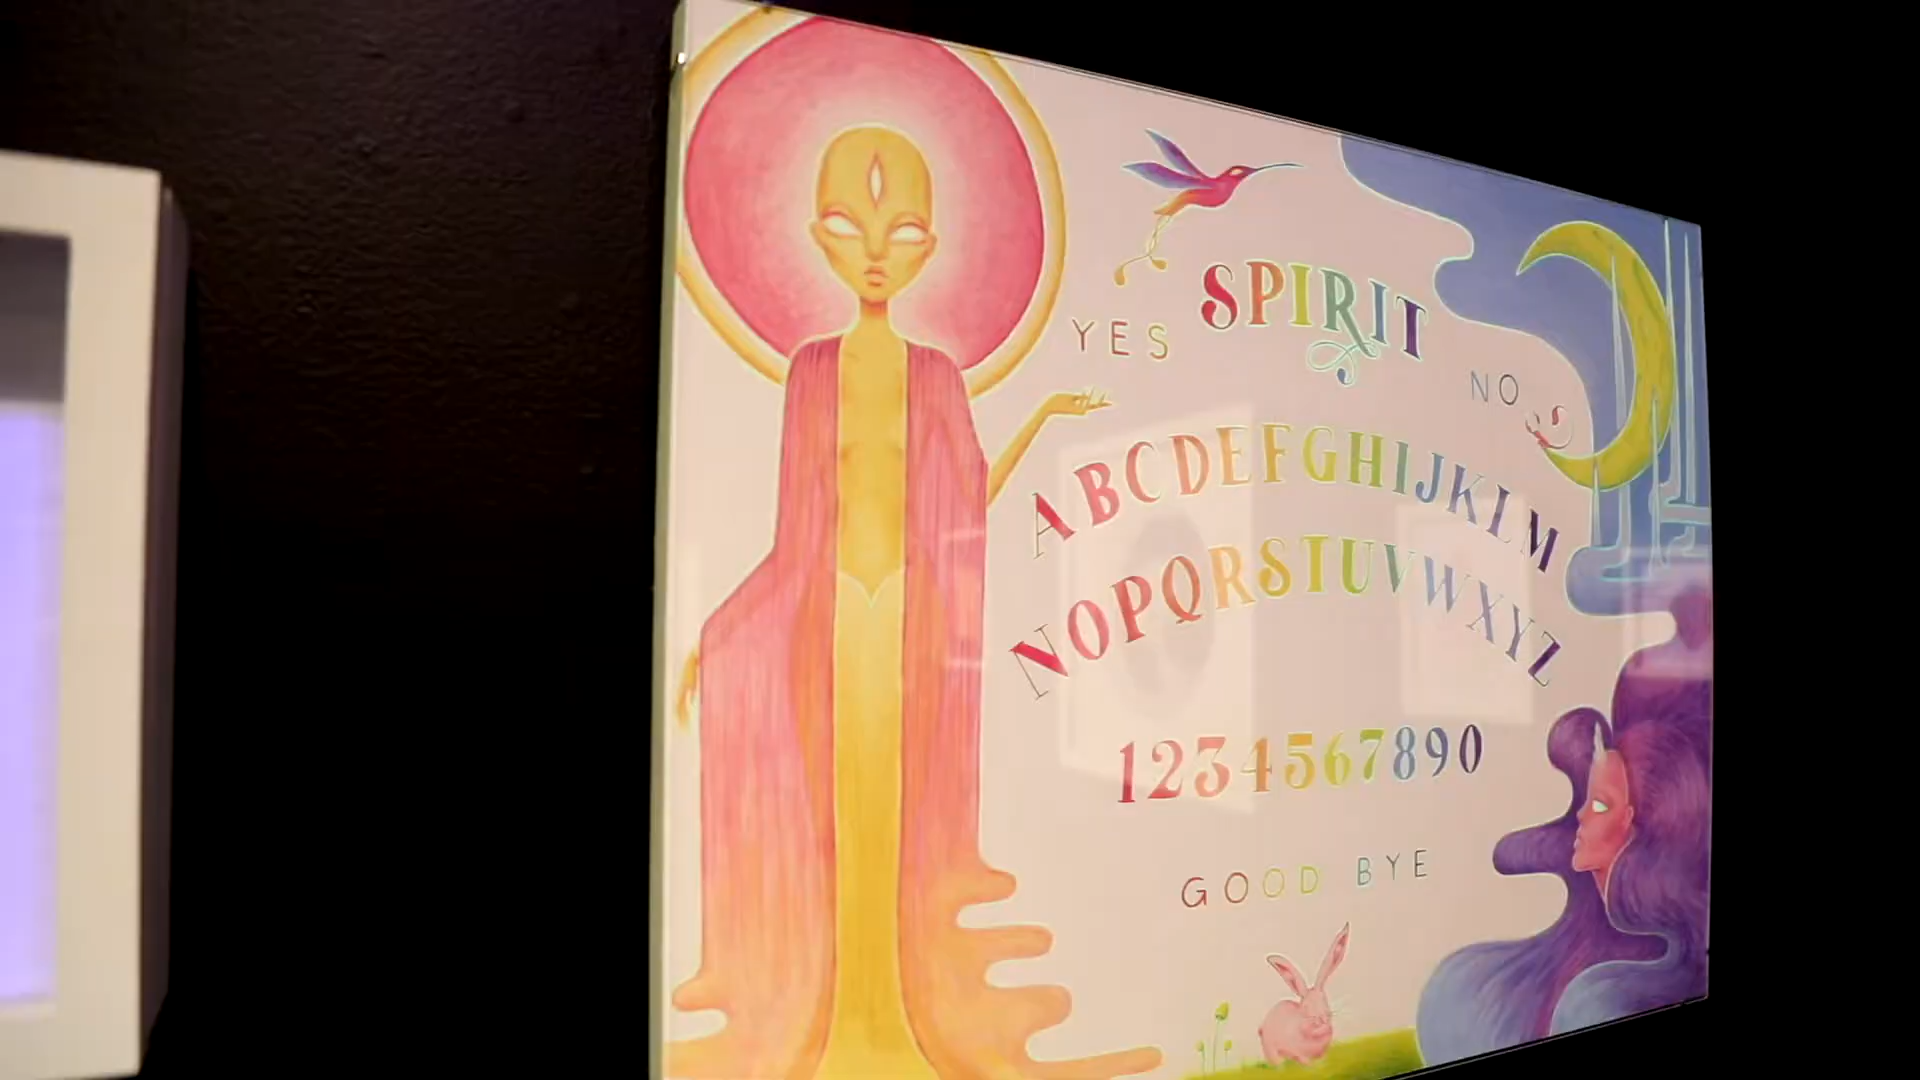 SPIRIT
YES
NO
ABCDEFGHIJKLM
NOPQRSTUVWXYZ
1234567890
GOOD BYE